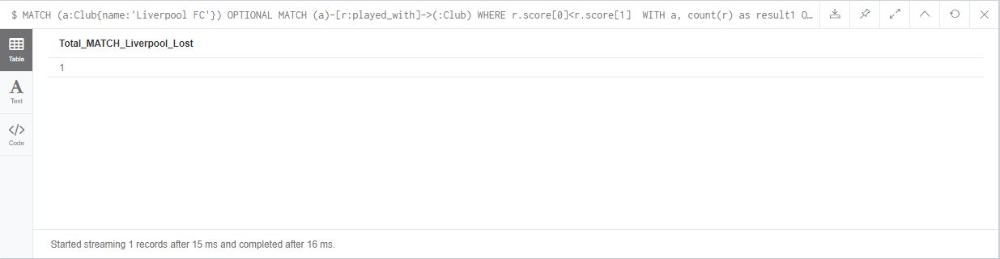 $ MATCH (a:Club{name:'Liverpool FC'}) OPTIONAL MATCH (a)-[r:played_with]->(:Club) WHERE r.score[0]<r.score[1]  WITH a, count(r) as result1 O…
Table
Total_MATCH_Liverpool_Lost
1
A
Text
</>
Code
Started streaming 1 records after 15 ms and completed after 16 ms.